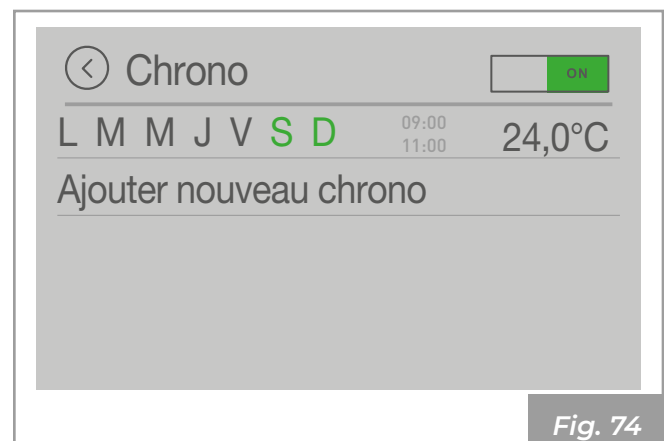 Chrono ON
L M M J V S D 09:00 24,0°C
11:00
Ajouter nouveau chrono
Fig. 74